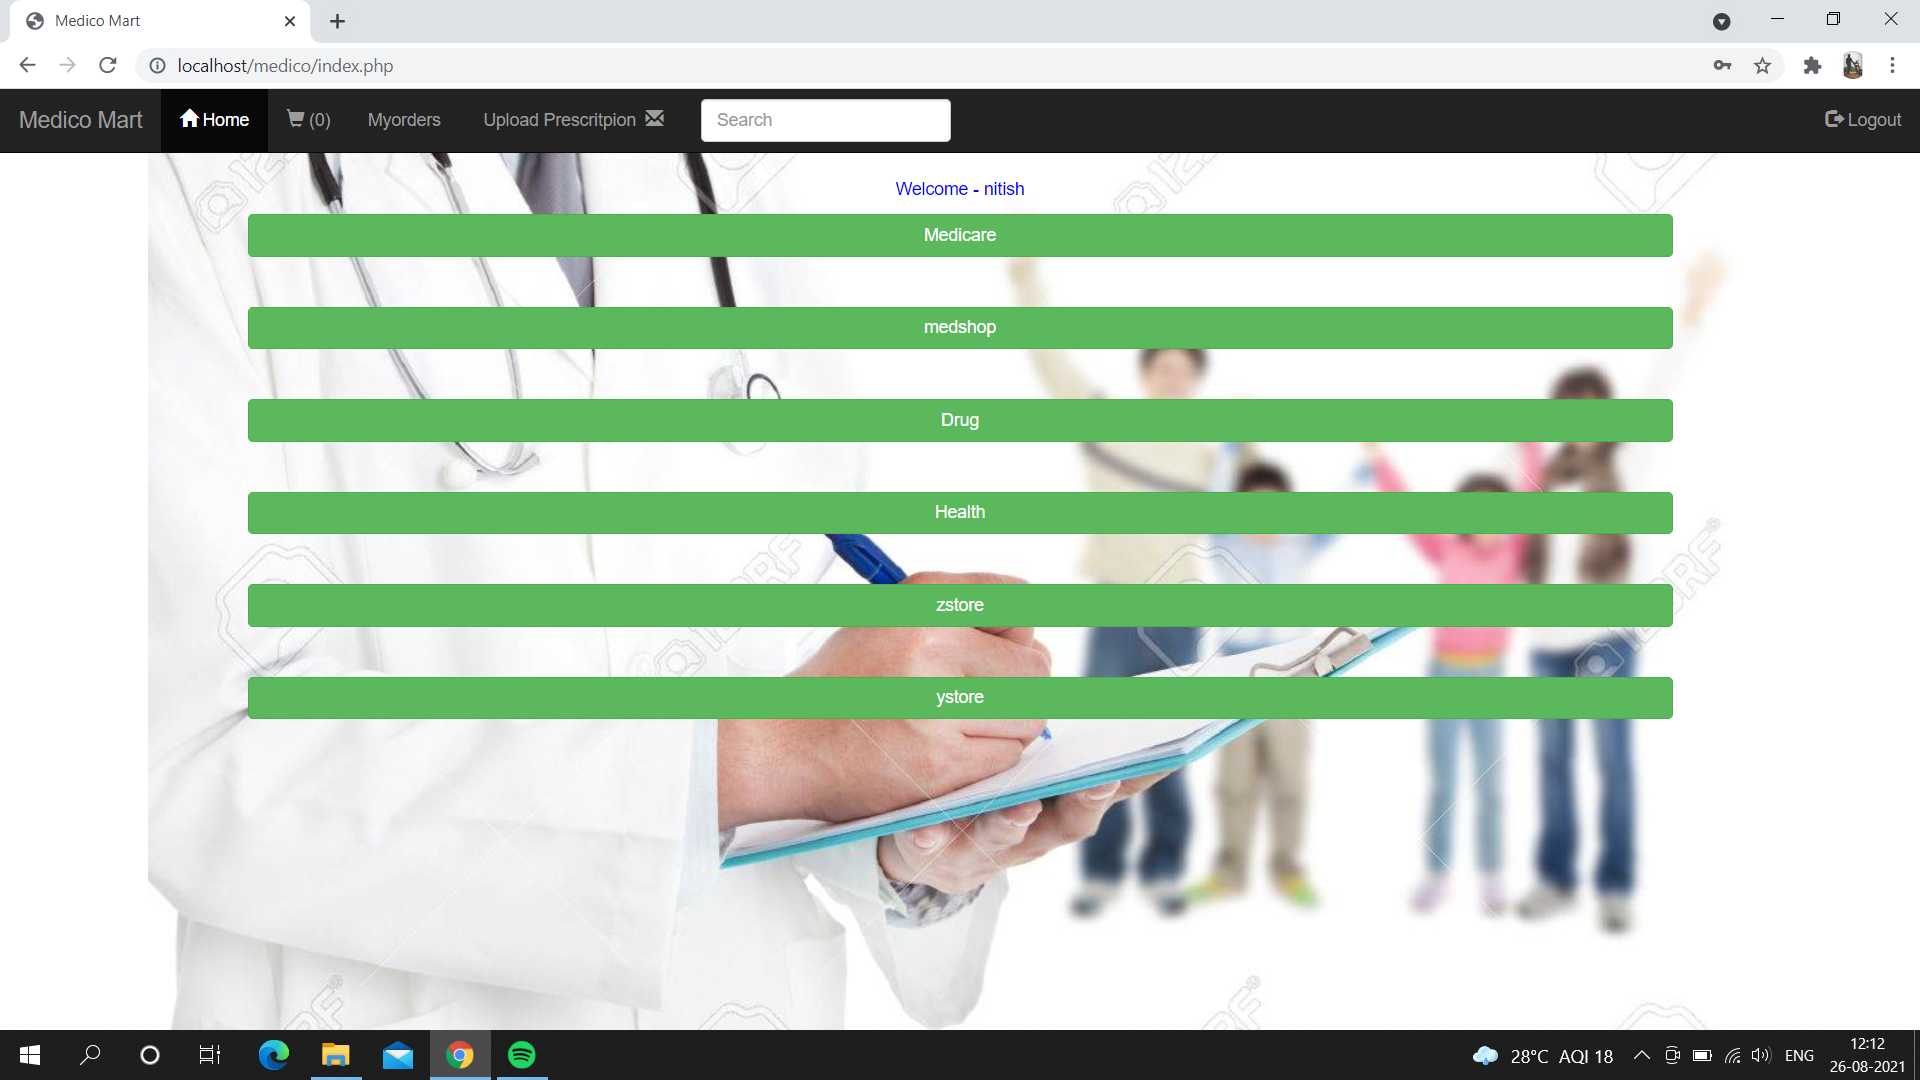 Medico Mart
localhost/medico/index.php
Medico Mart
Home
(0)
Myorders
Upload Prescritpion
Search
Logout
Welcome - nitish
Medicare
medshop
Drug
Health
zstore
ystore
28°C AQI 18
ENG
12:12
26-08-2021